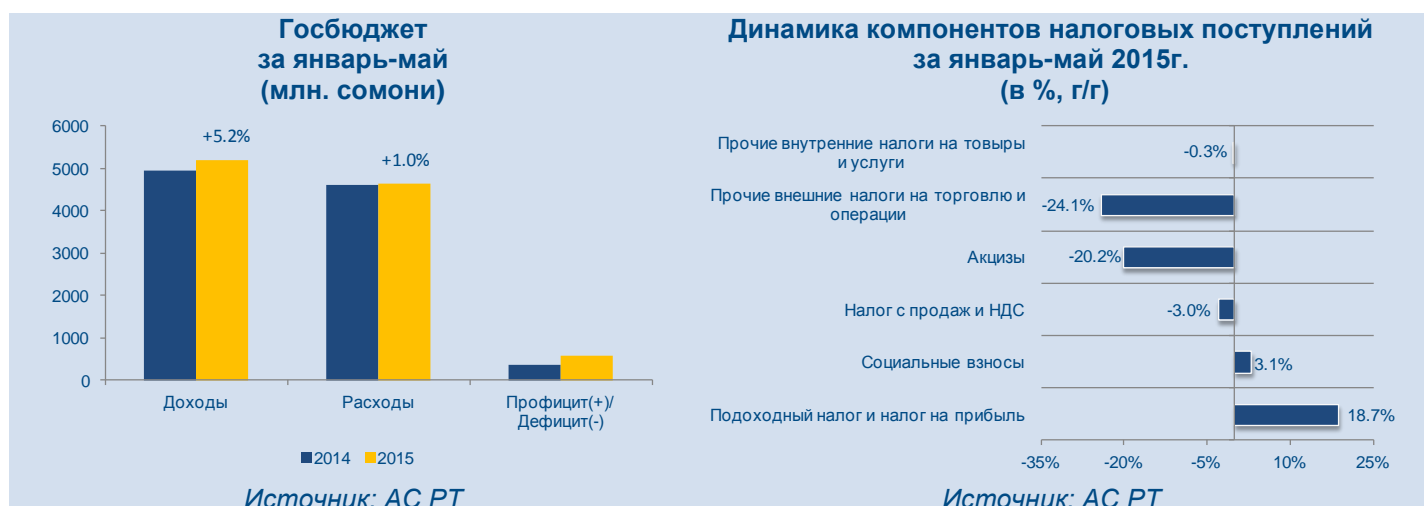 Госбюджет
за январь-май
(млн. сомони)
6000
5000
4000
3000
2000
1000
0
+5.2%
+1.0%
Доходы
Расходы
Профицит(+)/
Дефицит(-)
2014
2015
Источник: АС РТ
Динамика компонентов налоговых поступлений
за январь-май 2015г.
(в %, г/г)
Прочие внутренние налоги на товыры
и услуги
-0.3%
Прочие внешние налоги на торговлю и
операции
-24.1%
Акцизы
-20.2%
Налог с продаж и НДС
-3.0%
Социальные взносы
3.1%
Подоходный налог и налог на прибыль
18.7%
-35%
-20%
-5%
10%
25%
Источник: АС РТ